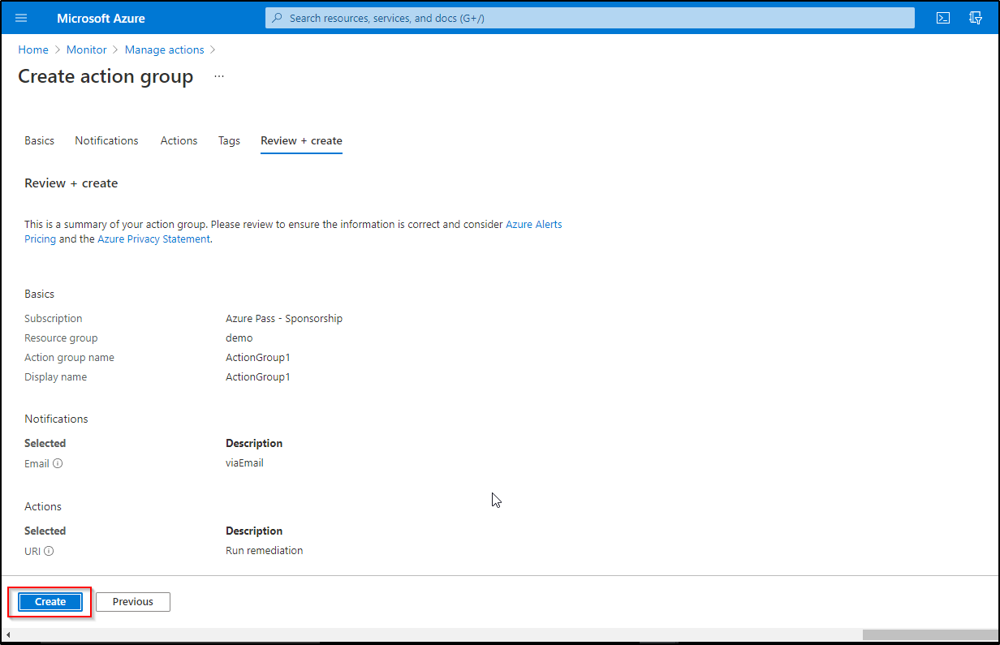 Microsoft Azure
Search resources, services, and docs (G+/)
Home > Monitor > Manage actions >
Create action group ...
Basics Notifications Actions Tags Review + create
Review + create
This is a summary of your action group. Please review to ensure the information is correct and consider Azure Alerts
Pricing and the Azure Privacy Statement.
Basics
Subscription Azure Pass - Sponsorship
Resource group demo
Action group name ActionGroup1
Display name ActionGroup1
Notifications
Selected Description
Email viaEmail
Actions
Selected Description
URI Run remediation
Create Previous